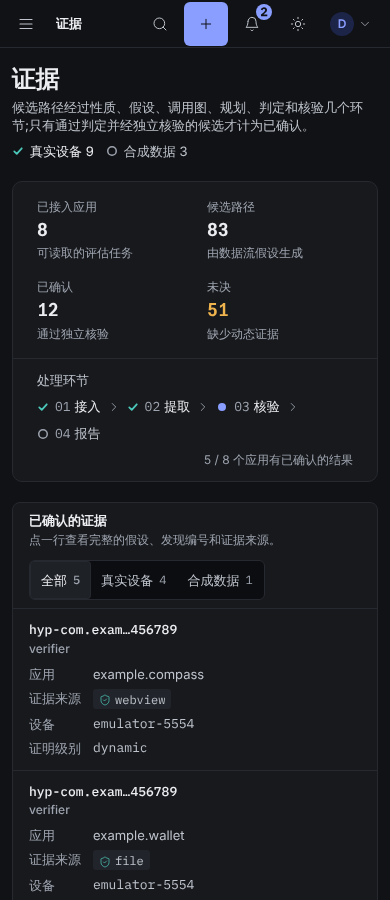 证据
2
D
证据
候选路径经过性质、假设、调用图、规划、判定和核验几个环
节;只有通过判定并经独立核验的候选才计为已确认。
真实设备 9 合成数据 3
已接入应用 候选路径
8 83
可读取的评估任务 由数据流假设生成
已确认 未决
12 51
通过独立核验 缺少动态证据
处理环节
01 接入 02 提取 03 核验
04 报告
5 / 8 个应用有已确认的结果
已确认的证据
点一行查看完整的假设、发现编号和证据来源。
全部 5 真实设备 4 合成数据 1
hyp-com.exam…456789
verifier
应用 example.compass
证据来源 webview
设备 emulator-5554
证明级别 dynamic
hyp-com.exam…456789
verifier
应用 example.wallet
证据来源 file
设备 emulator-5554